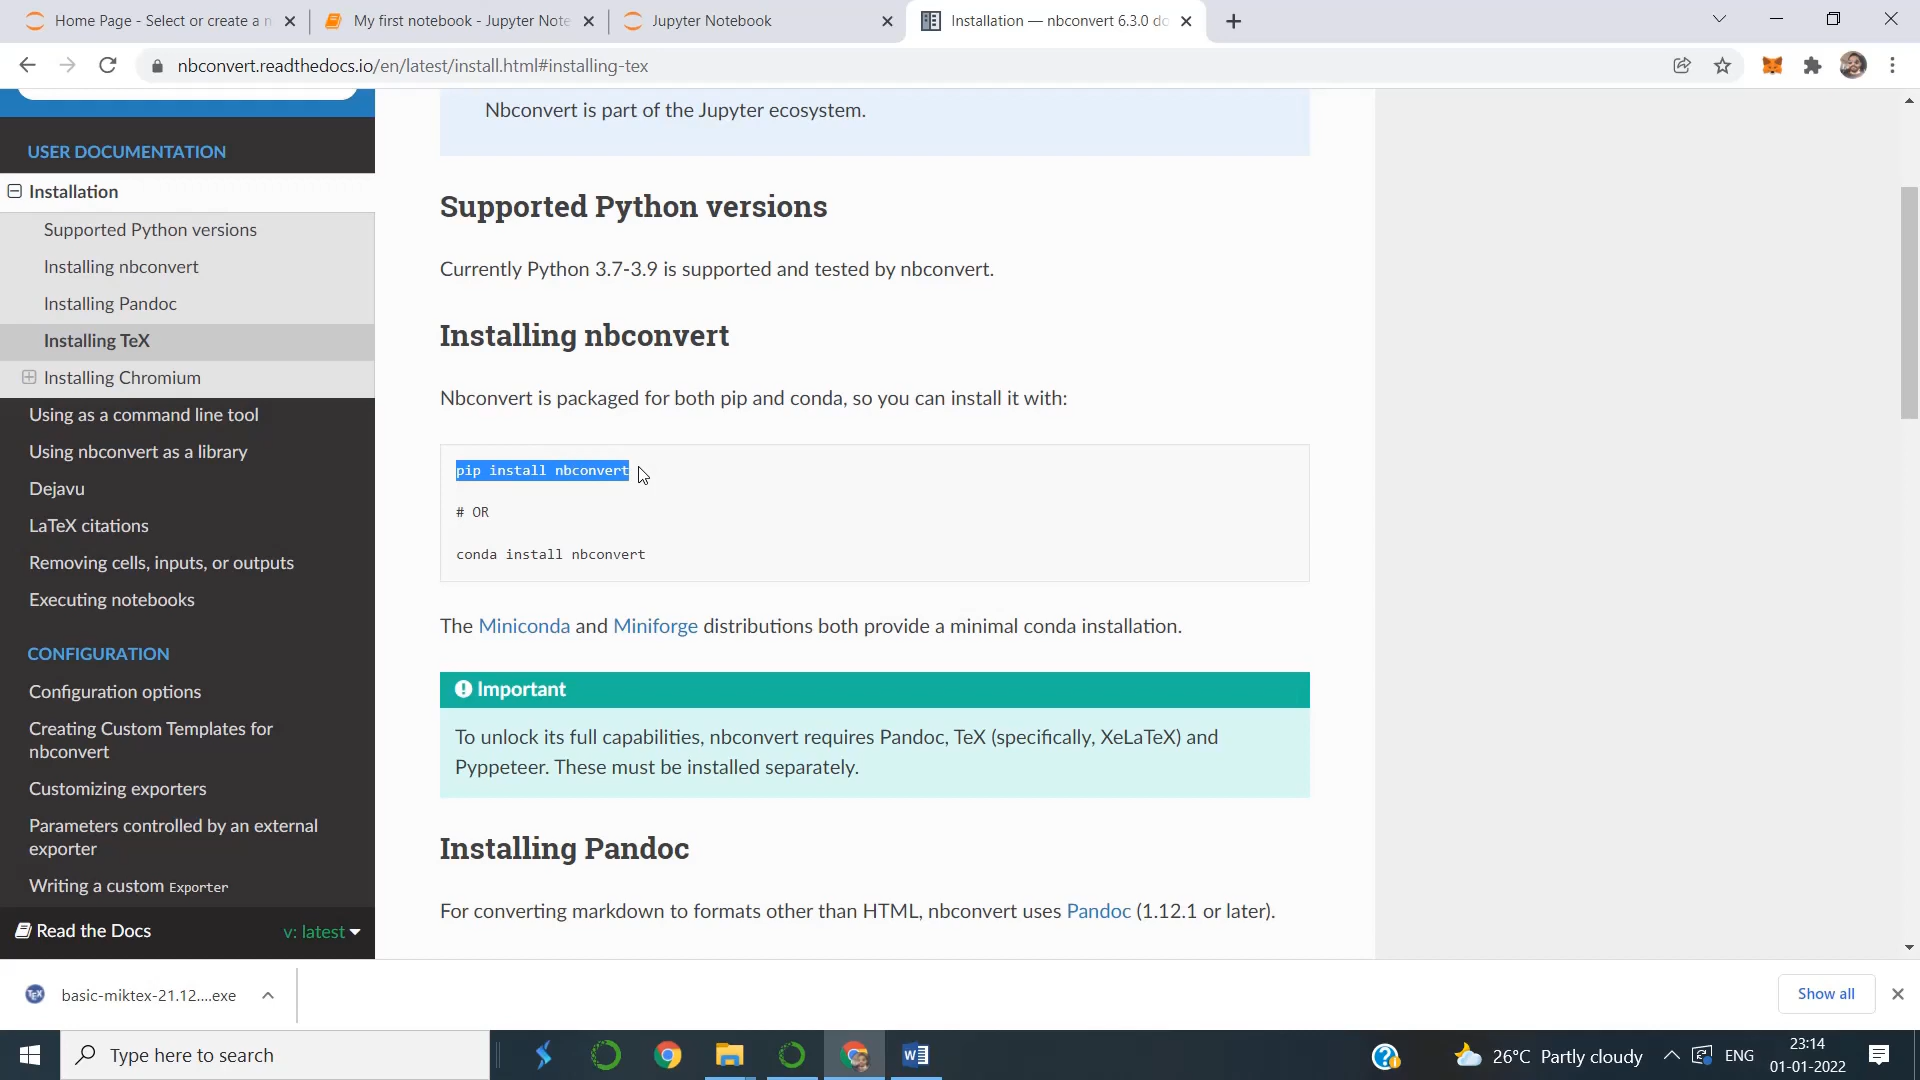 Home Page - Select or create a n
My first notebook - Jupyter Note
Jupyter Notebook
Installation — nbconvert 6.3.0 do
nbconvert.readthedocs.io/en/latest/install.html#installing-tex
USER DOCUMENTATION
Installation
Supported Python versions
Installing nbconvert
Installing Pandoc
Installing TeX
Installing Chromium
Using as a command line tool
Using nbconvert as a library
Dejavu
LaTeX citations
Removing cells, inputs, or outputs
Executing notebooks
CONFIGURATION
Configuration options
Creating Custom Templates for
nbconvert
Customizing exporters
Parameters controlled by an external
exporter
Writing a custom Exporter
Read the Docs
v: latest
Nbconvert is part of the Jupyter ecosystem.
Supported Python versions
Currently Python 3.7-3.9 is supported and tested by nbconvert.
Installing nbconvert
Nbconvert is packaged for both pip and conda, so you can install it with:
pip install nbconvert
# OR
conda install nbconvert
The Miniconda and Miniforge distributions both provide a minimal conda installation.
Important
To unlock its full capabilities, nbconvert requires Pandoc, TeX (specifically, XeLaTeX) and
Pyppeteer. These must be installed separately.
Installing Pandoc
For converting markdown to formats other than HTML, nbconvert uses Pandoc (1.12.1 or later).
basic-miktex-21.12....exe
Show all
Type here to search
26°C Partly cloudy
ENG
23:14
01-01-2022